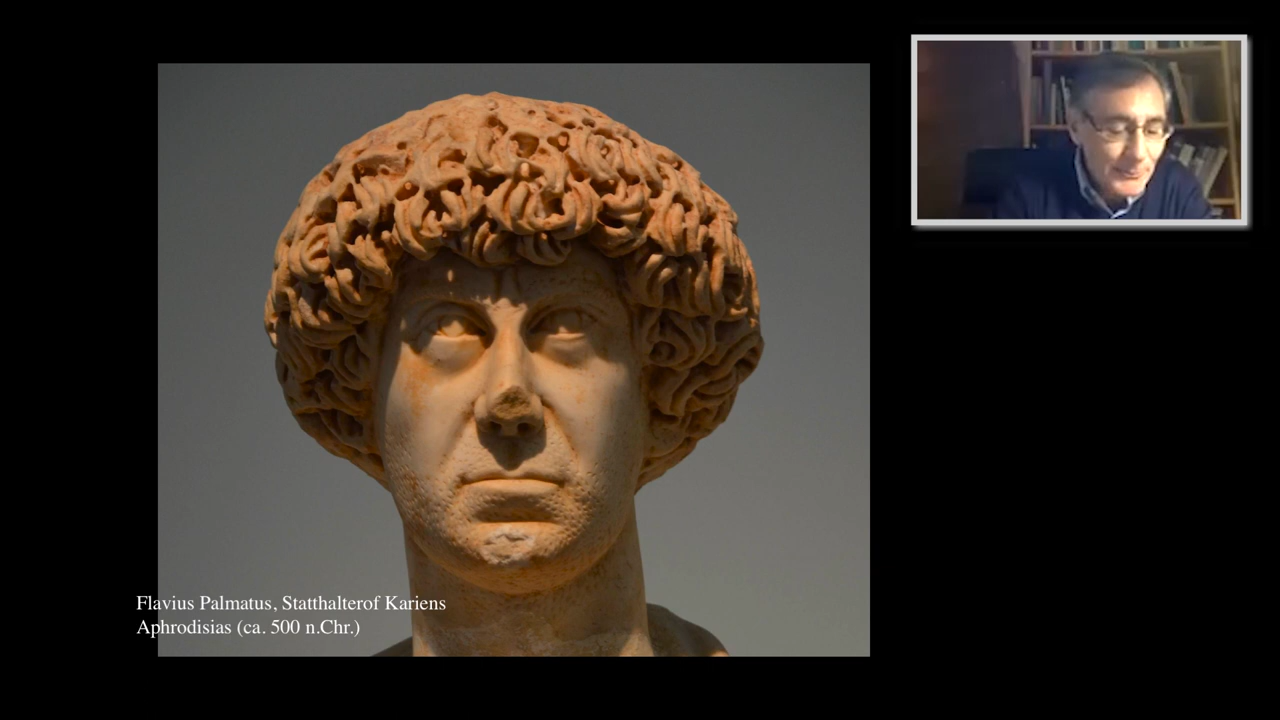 Flavius Palmatus, Statthalterof Kariens
Aphrodisias (ca. 500 n.Chr.)